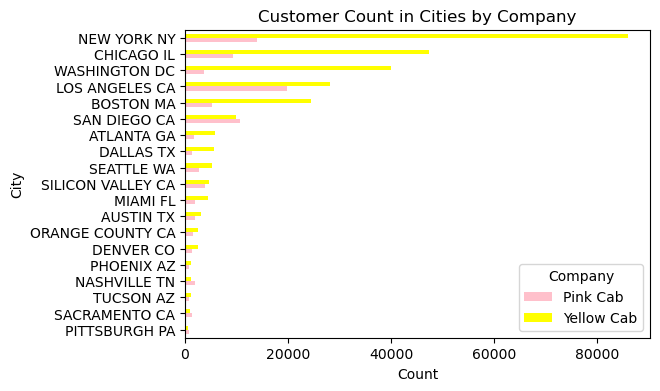 Customer Count in Cities by Company
NEW YORK NY
CHICAGO IL
WASHINGTON DC
LOS ANGELES CA
BOSTON MA
SAN DIEGO CA
ATLANTA GA
DALLAS TX
SEATTLE WA
SILICON VALLEY CA
MIAMI FL
AUSTIN TX
ORANGE COUNTY CA
DENVER CO
PHOENIX AZ
NASHVILLE TN
TUCSON AZ
SACRAMENTO CA
PITTSBURGH PA
City
Company
Pink Cab
Yellow Cab
0 20000 40000 60000 80000
Count